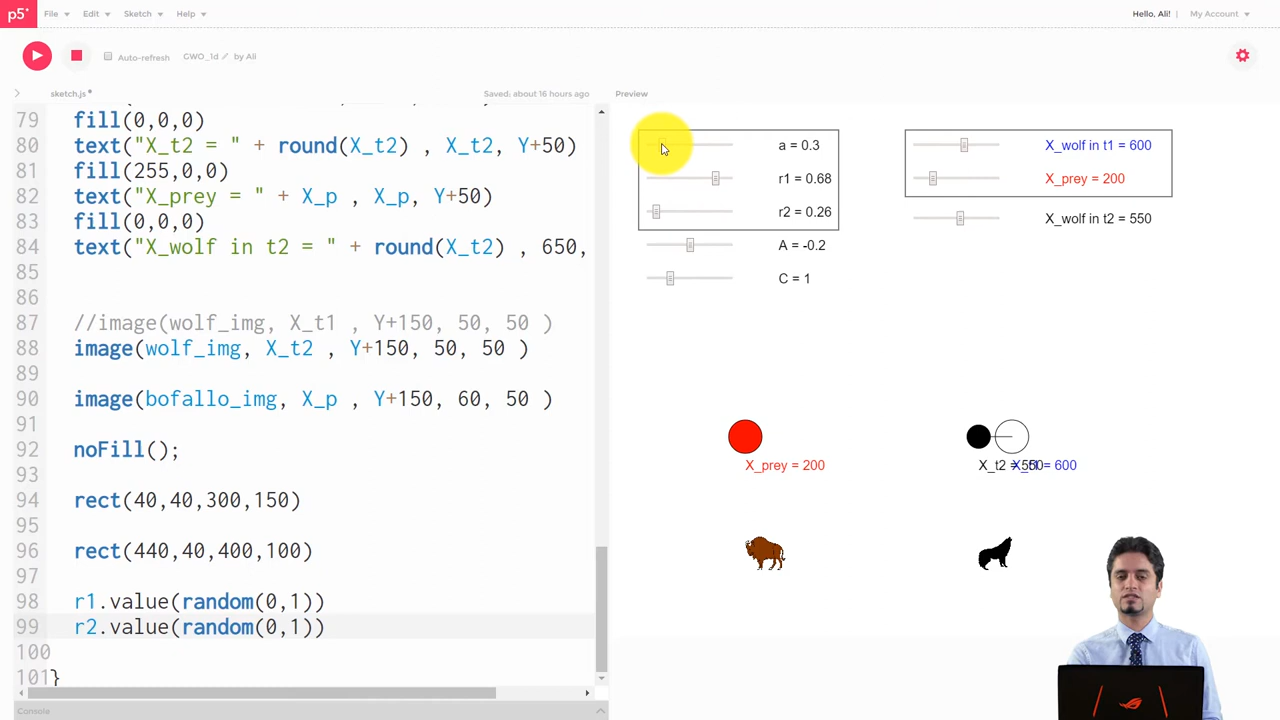 p5* File Edit Sketch Help Hello, Ali! | My Account
Auto-refresh GWO_1d by Ali
sketch.js* Saved: about 16 hours ago Preview
79 fill(0,0,0)
80 text("X_t2 = " + round(X_t2) , X_t2, Y+50)
81 fill(255,0,0)
82 text("X_prey = " + X_p , X_p, Y+50)
83 fill(0,0,0)
84 text("X_wolf in t2 = " + round(X_t2) , 650,
85
86
87 //image(wolf_img, X_t1 , Y+150, 50, 50 )
88 image(wolf_img, X_t2 , Y+150, 50, 50 )
89
90 image(bofallo_img, X_p , Y+150, 60, 50 )
91
92 noFill();
93
94 rect(40,40,300,150)
95
96 rect(440,40,400,100)
97
98 r1.value(random(0,1))
99 r2.value(random(0,1))
100
101}
Console
a = 0.3
r1 = 0.68
r2 = 0.26
A = -0.2
C = 1
X_wolf in t1 = 600
X_prey = 200
X_wolf in t2 = 550
X_prey = 200
X_t2 = 550 = 600